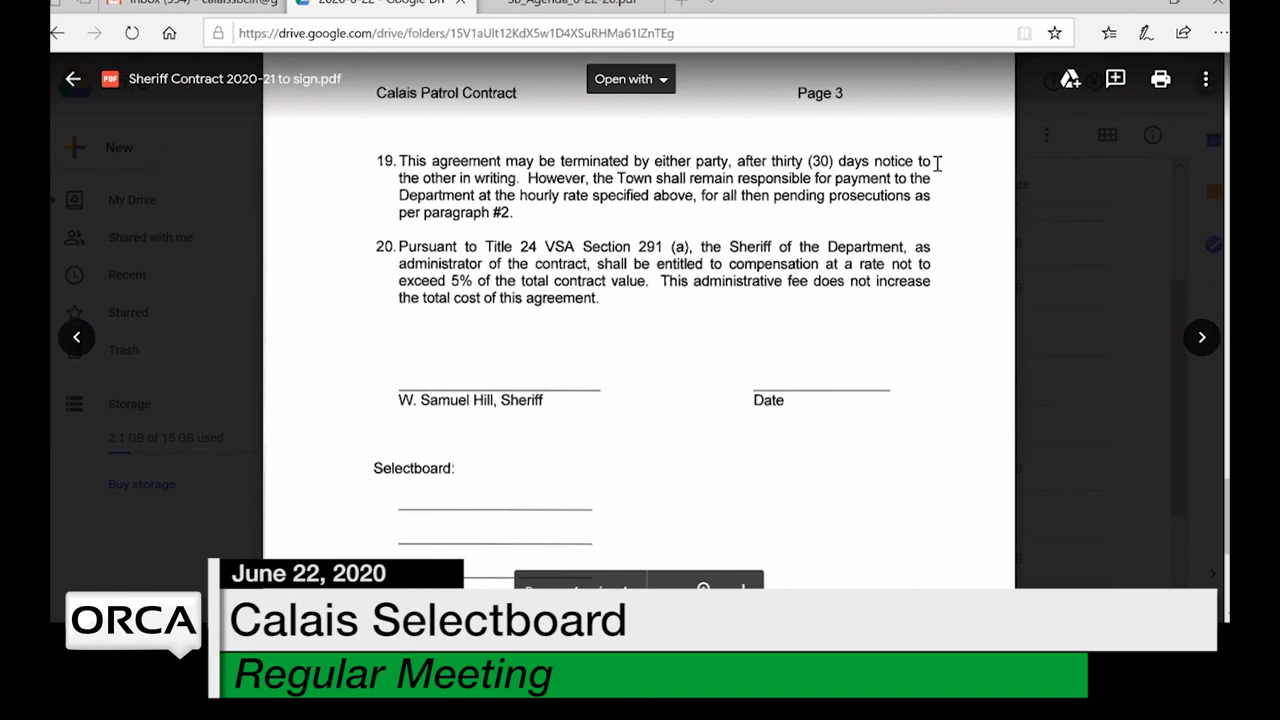 https://drive.google.com/drive/folders/15V1aUlt12KdX5w1D4XSuRHMa61IZnTEg
Sheriff Contract 2020-21 to sign.pdf
Open with
Calais Patrol Contract
Page 3
New
My Drive
Shared with me
Recent
Starred
Trash
Storage
2.1 GB of 15 GB used
Buy storage
19. This agreement may be terminated by either party, after thirty (30) days notice to
the other in writing. However, the Town shall remain responsible for payment to the
Department at the hourly rate specified above, for all then pending prosecutions as
per paragraph #2.
20. Pursuant to Title 24 VSA Section 291 (a), the Sheriff of the Department, as
administrator of the contract, shall be entitled to compensation at a rate not to
exceed 5% of the total contract value. This administrative fee does not increase
the total cost of this agreement.
W. Samuel Hill, Sheriff
Date
Selectboard:
June 22, 2020
ORCA
Calais Selectboard
Regular Meeting